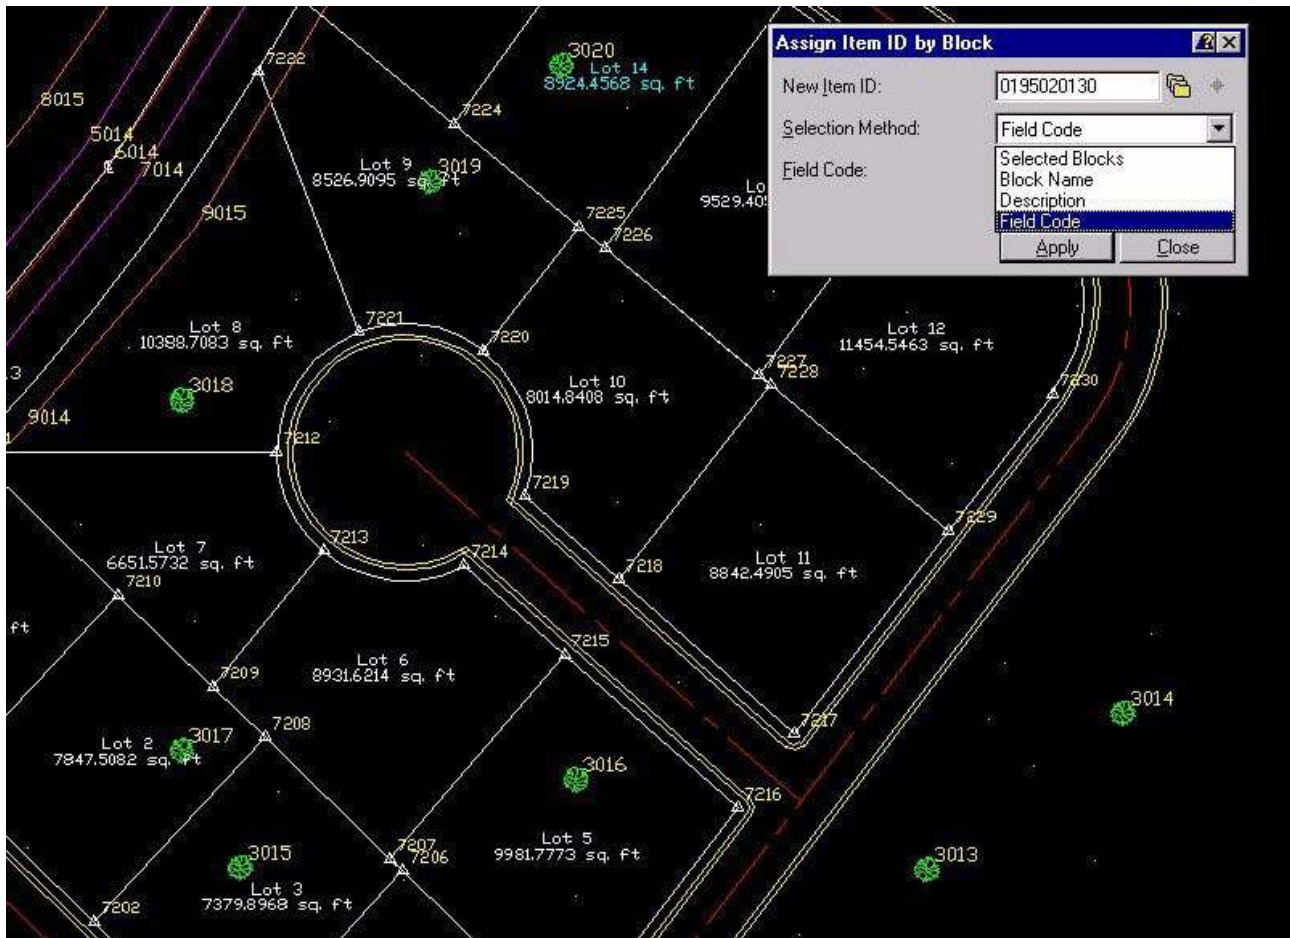 3020
Lot 14
8924.4568 sq. ft
7222
8015
7224
5014
6014
7014
Lot 9
3019
8526.9095 sq. ft
9015
7225
7226
9529.40
Assign Item ID by Block
New Item ID:
0195020130
Selection Method:
Field Code
Field Code:
Selected Blocks
Block Name
Description
Field Code
Apply
Close
Lot 8
10388.7083 sq. ft
7221
7220
Lot 12
11454.5463 sq. ft
7227
7228
7230
3018
Lot 10
8014.8408 sq. ft
9014
7212
7219
7229
7213
7214
Lot 7
6651.5732 sq. ft
7210
7218
Lot 11
8842.4905 sq. ft
ft
7215
Lot 6
8931.6214 sq. ft
7209
7208
7217
3014
Lot 2
3017
7847.5082 sq. ft
3016
7216
Lot 5
9981.7773 sq. ft
7207
7206
3015
3013
Lot 3
7379.8968 sq. ft
7202